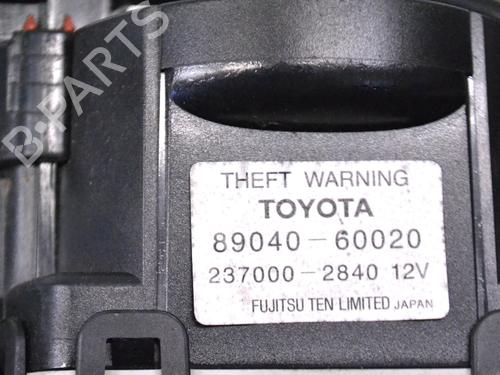 B-PARTS
THEFT WARNING
TOYOTA
89040-60020
237000-2840 12V
FUJITSU TEN LIMITED JAPAN